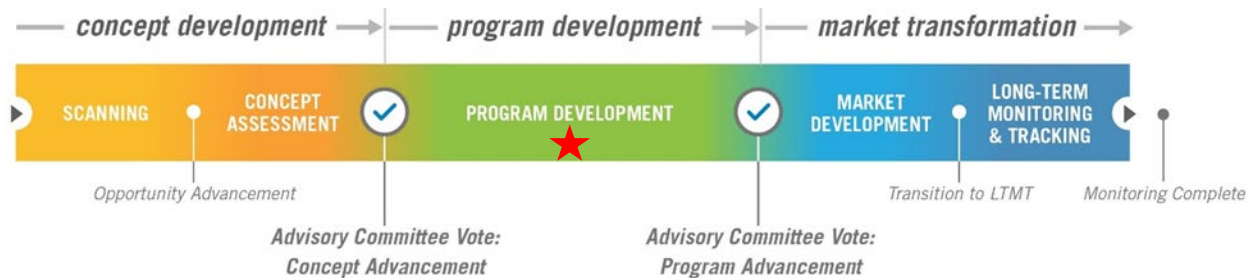 concept development
program development
market transformation
SCANNING
CONCEPT
ASSESSMENT
PROGRAM DEVELOPMENT
MARKET
DEVELOPMENT
LONG-TERM
MONITORING
& TRACKING
Opportunity Advancement
Transition to LTMT
Monitoring Complete
Advisory Committee Vote:
Concept Advancement
Advisory Committee Vote:
Program Advancement